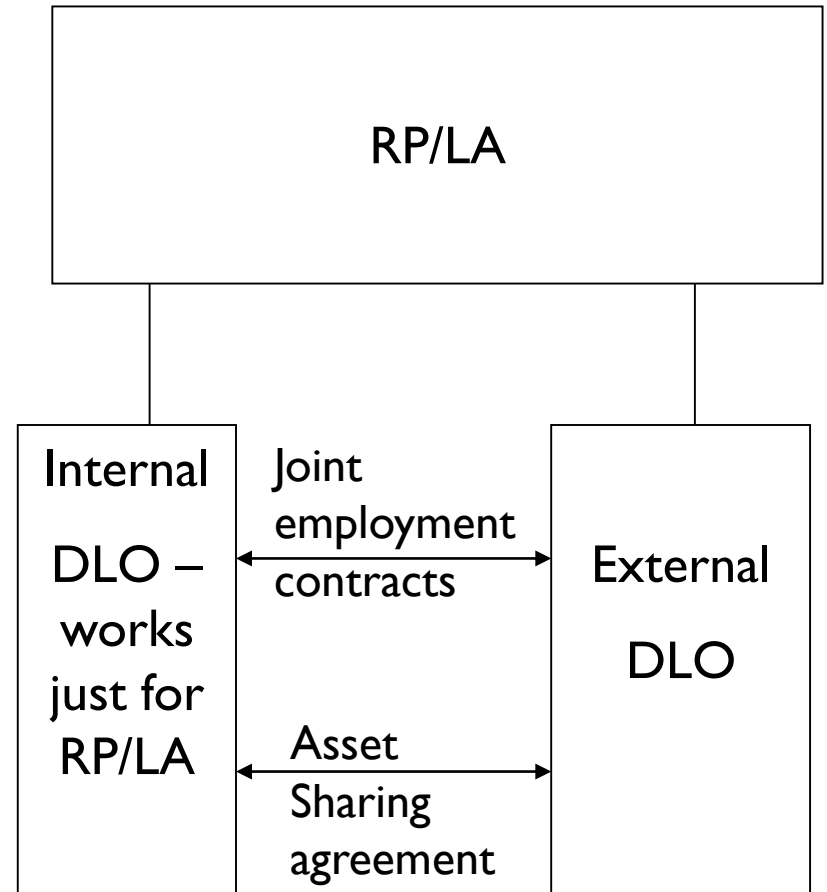 RP/LA
Internal
DLO –
works
just for
RP/LA
Joint
employment
contracts
External
DLO
Asset
Sharing
agreement